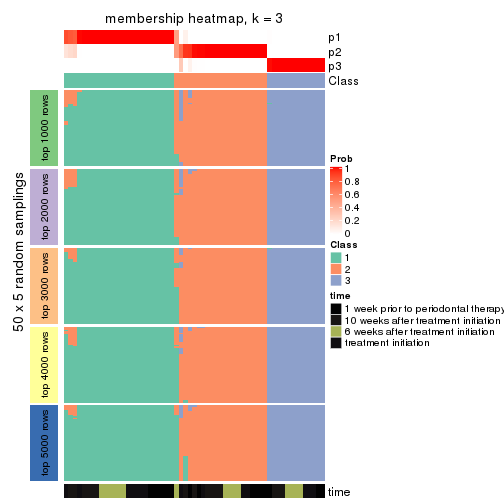 membership heatmap, k = 3
p1
p2
p3
Class
50 x 5 random samplings
top 1000 rows
top 2000 rows
top 3000 rows
top 4000 rows
top 5000 rows
Prob
1
0.8
0.6
0.4
0.2
0
Class
1
2
3
time
1 week prior to periodontal therapy
10 weeks after treatment initiation
6 weeks after treatment initiation
treatment initiation
time